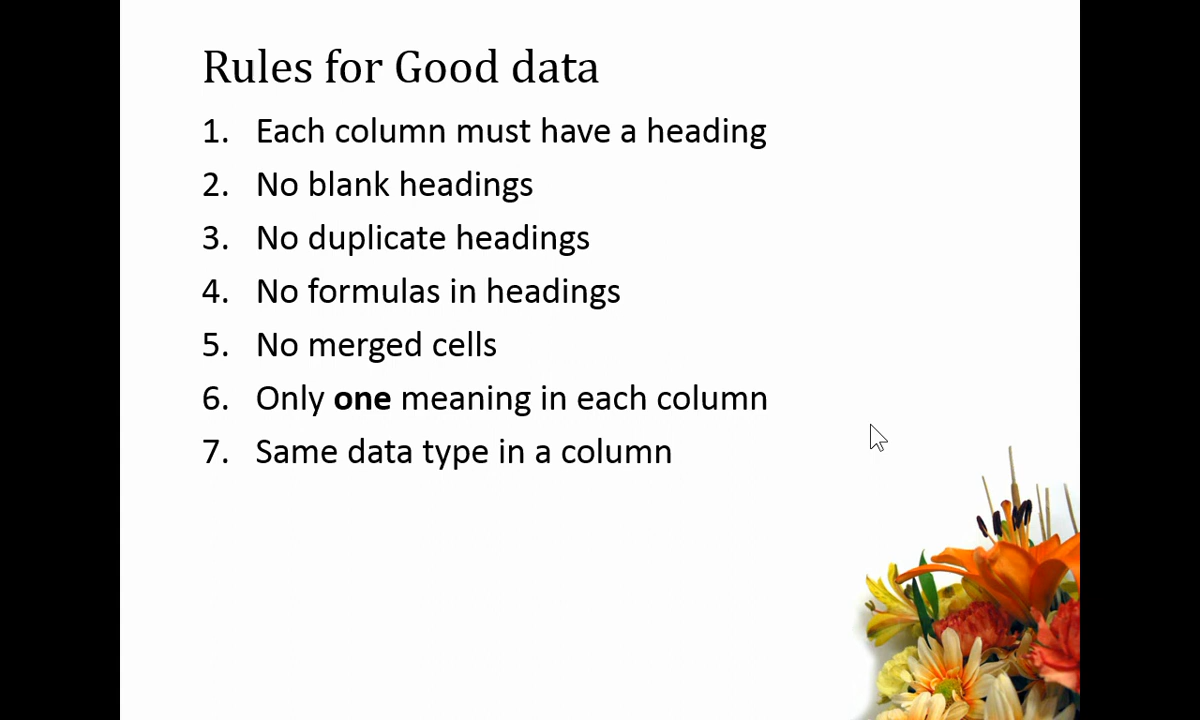 Rules for Good data
1. Each column must have a heading
2. No blank headings
3. No duplicate headings
4. No formulas in headings
5. No merged cells
6. Only one meaning in each column
7. Same data type in a column